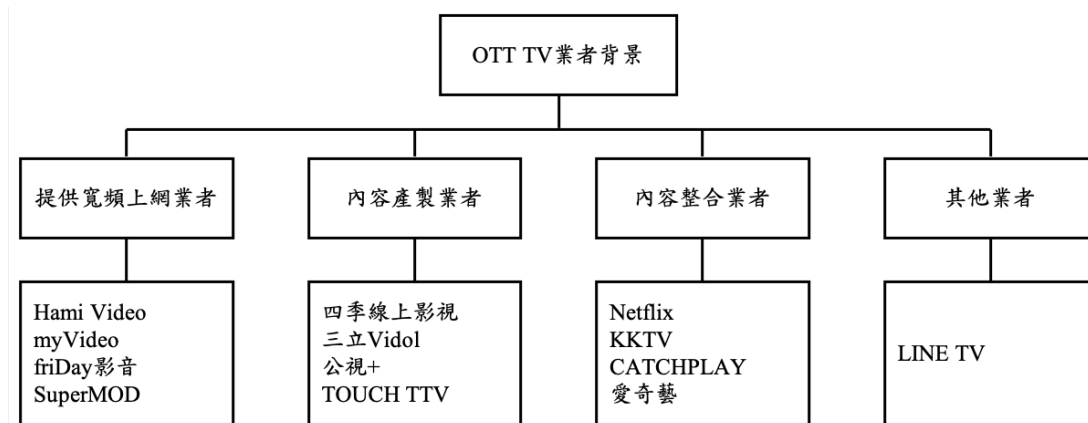 OTT TV業者背景
提供寬頻上網業者
內容產製業者
內容整合業者
其他業者
Hami Video
myVideo
friDay影音
SuperMOD
四季線上影視
三立Vidol
公視+
TOUCH TTV
Netflix
KKTV
CATCHPLAY
愛奇藝
LINE TV